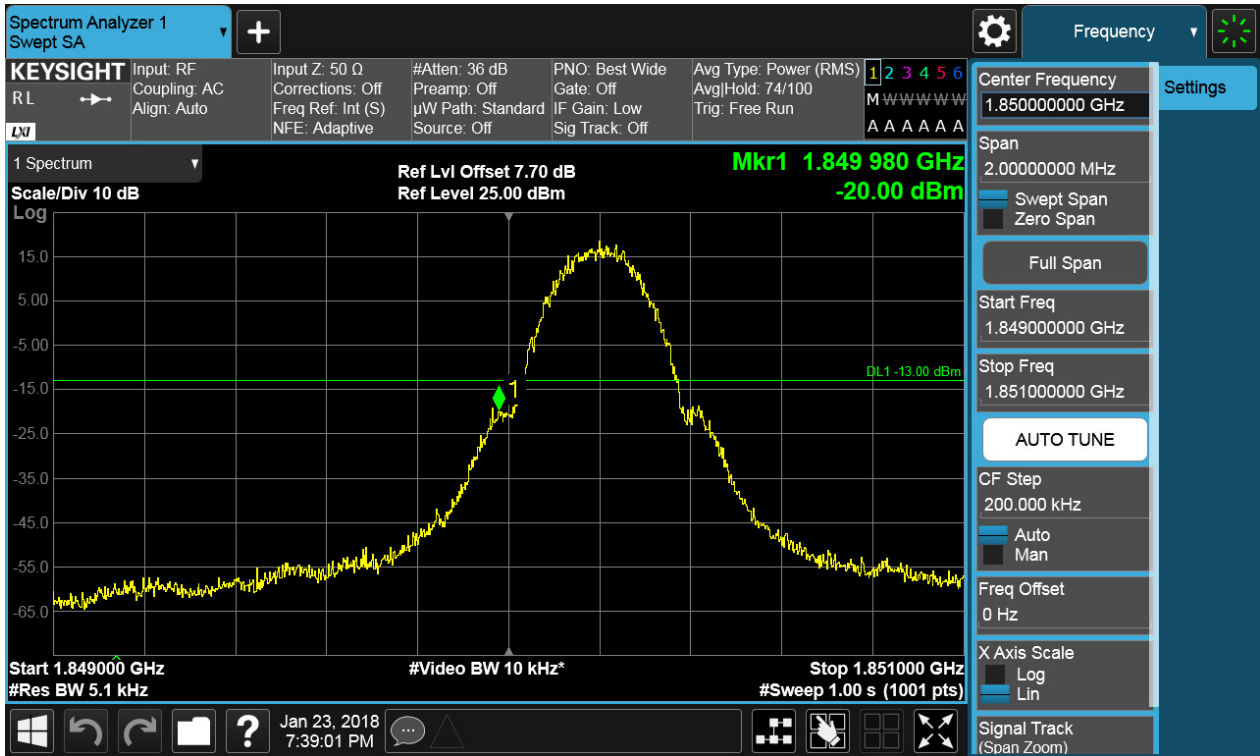 Spectrum Analyzer 1
Swept SA
+
Frequency
KEYSIGHT
R L
LXI
Input: RF
Coupling: AC
Align: Auto
Input Z: 50 Ω
Corrections: Off
Freq Ref: Int (S)
NFE: Adaptive
#Atten: 36 dB
Preamp: Off
µW Path: Standard
Source: Off
PNO: Best Wide
Gate: Off
IF Gain: Low
Sig Track: Off
Avg Type: Power (RMS)
Avg|Hold: 74/100
Trig: Free Run
1 2 3 4 5 6
M W W W W W
A A A A A A
1 Spectrum
Scale/Div 10 dB
Log
Ref Lvl Offset 7.70 dB
Ref Level 25.00 dBm
Mkr1 1.849 980 GHz
-20.00 dBm
15.0
5.00
-5.00
-15.0
-25.0
-35.0
-45.0
-55.0
-65.0
DL1 -13.00 dBm
1
Start 1.849000 GHz
#Res BW 5.1 kHz
#Video BW 10 kHz*
Stop 1.851000 GHz
#Sweep 1.00 s (1001 pts)
Center Frequency
1.850000000 GHz
Span
2.00000000 MHz
Swept Span
Zero Span
Full Span
Start Freq
1.849000000 GHz
Stop Freq
1.851000000 GHz
AUTO TUNE
CF Step
200.000 kHz
Auto
Man
Freq Offset
0 Hz
X Axis Scale
Log
Lin
Signal Track
(Span Zoom)
Settings
?
Jan 23, 2018
7:39:01 PM